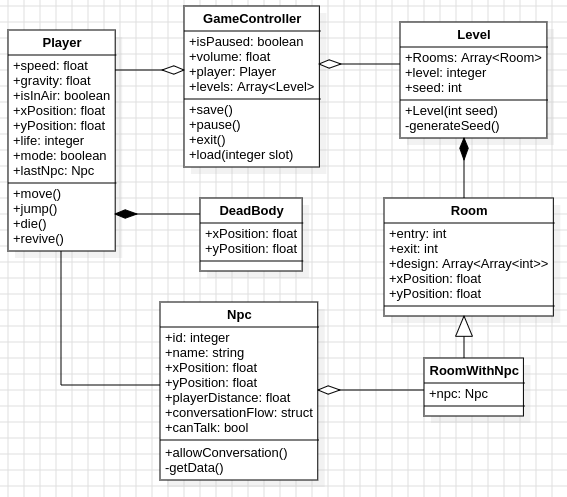 Player
+speed: float
+gravity: float
+isInAir: boolean
+xPosition: float
+yPosition: float
+life: integer
+mode: boolean
+lastNpc: Npc
+move()
+jump()
+die()
+revive()
GameController
+isPaused: boolean
+volume: float
+player: Player
+levels: Array<Level>
+save()
+pause()
+exit()
+load(integer slot)
Level
+Rooms: Array<Room>
+level: integer
+seed: int
+Level(int seed)
-generateSeed()
DeadBody
+xPosition: float
+yPosition: float
Room
+entry: int
+exit: int
+design: Array<Array<int>>
+xPosition: float
+yPosition: float
Npc
+id: integer
+name: string
+xPosition: float
+yPosition: float
+playerDistance: float
+conversationFlow: struct
+canTalk: bool
+allowConversation()
-getData()
RoomWithNpc
+npc: Npc